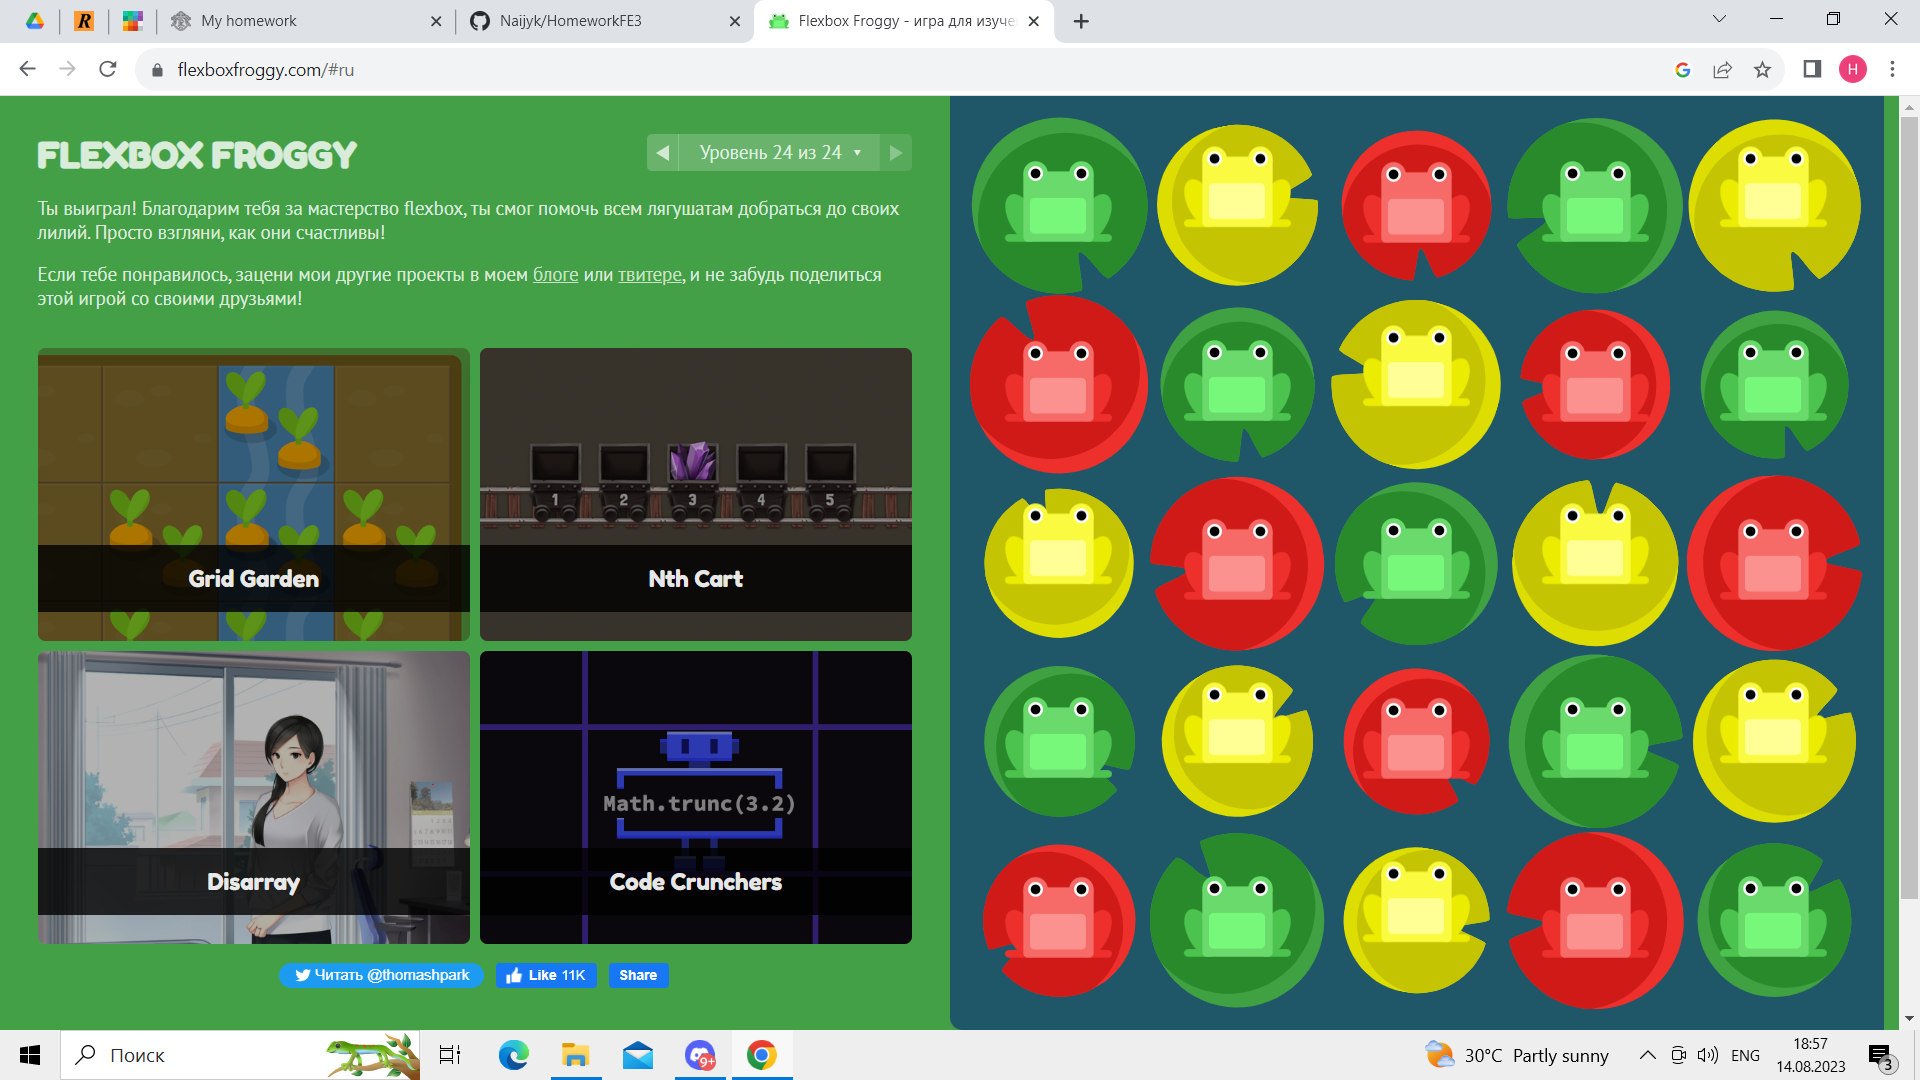 My homework
Naijyk/HomeworkFE3
Flexbox Froggy - игра для изуче
flexboxfroggy.com/#ru
H
FLEXBOX FROGGY
Уровень 24 из 24
Ты выиграл! Благодарим тебя за мастерство flexbox, ты смог помочь всем лягушатам добраться до своих
лилий. Просто взгляни, как они счастливы!
Если тебе понравилось, зацени мои другие проекты в моем блоге или твитере, и не забудь поделиться
этой игрой со своими друзьями!
1 2 3 4 5
Grid Garden
Nth Cart
Math.trunc(3.2)
Disarray
Code Crunchers
Читать @thomashpark
Like 11K
Share
Поиск
9+
30°C Partly sunny
ENG
18:57
14.08.2023
3